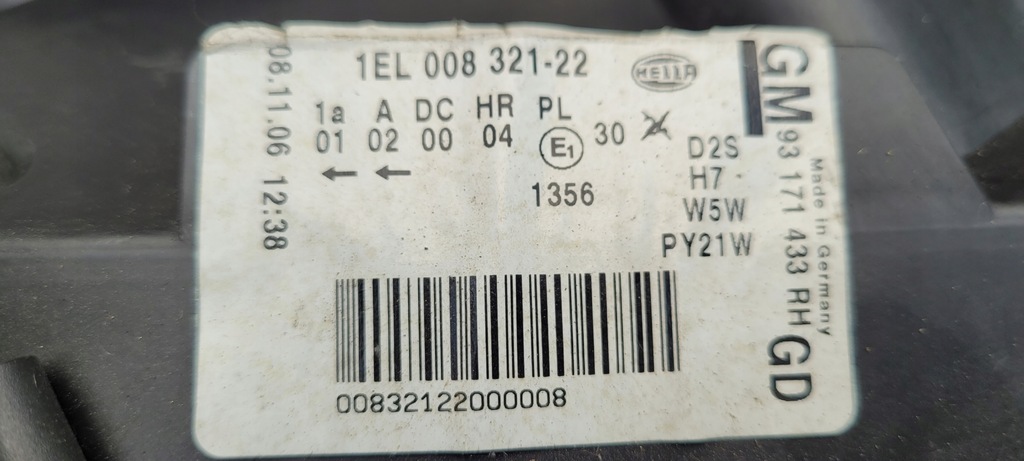 1EL 008 321-22
HELLA
1a A DC HR PL
01 02 00 04 E1 30
← ←
1356
D2S
H7
W5W
PY21W
00832122000008
08.11.06 12:38
GM 93 171 433 RH GD
Made in Germany